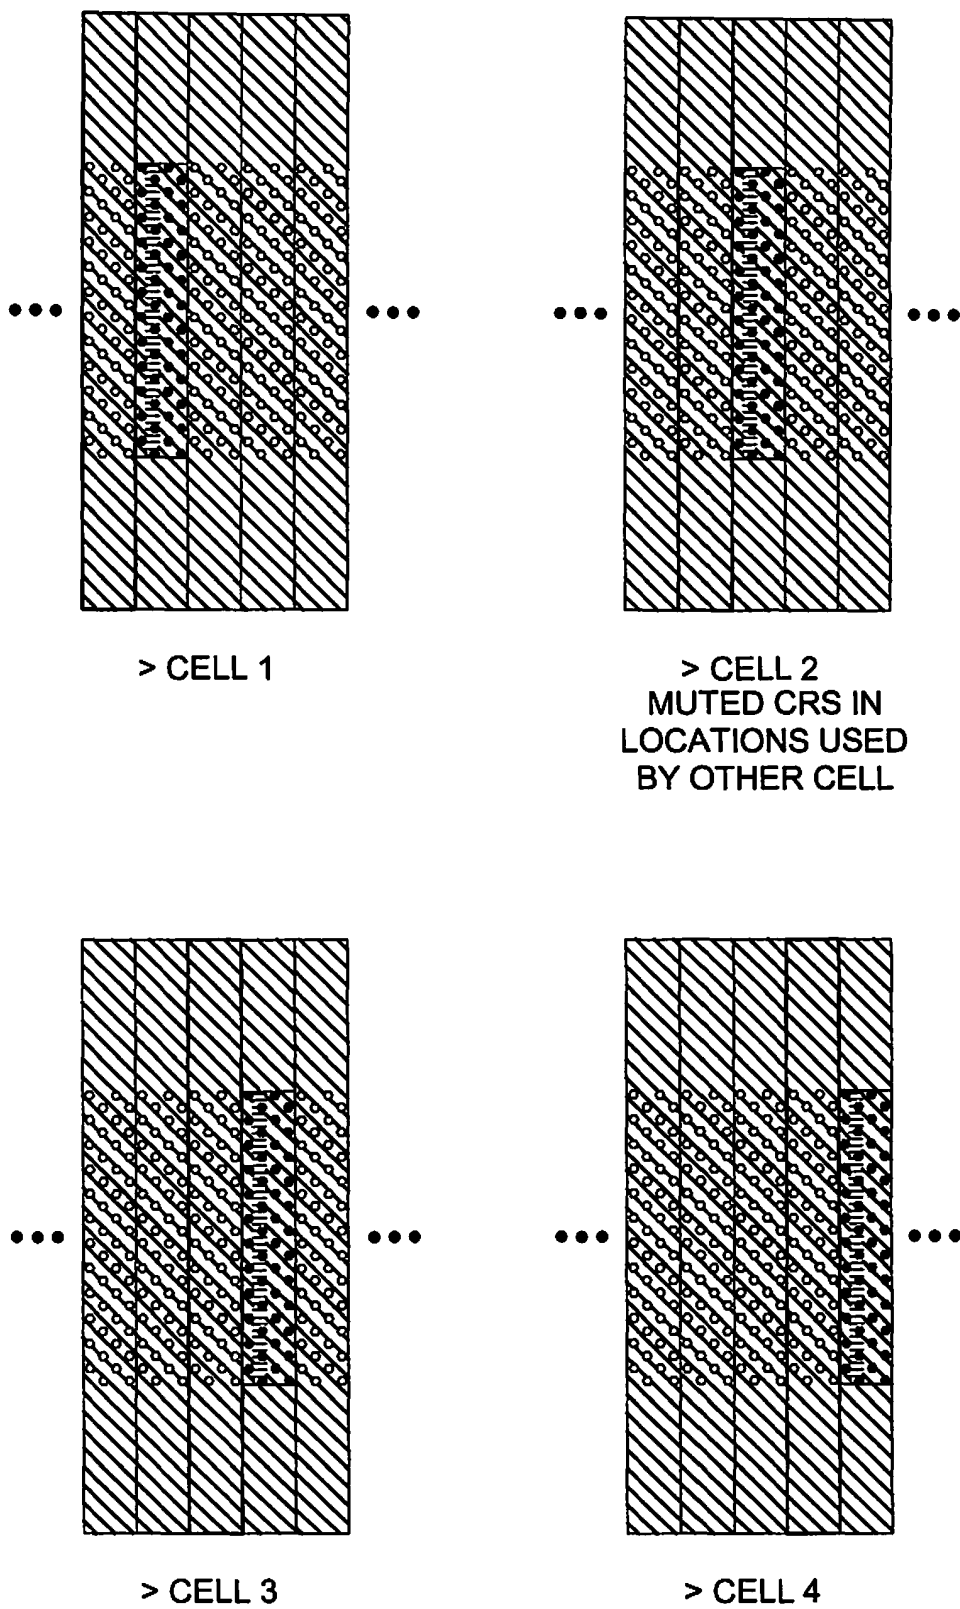 > CELL 1
> CELL 2
MUTED CRS IN
LOCATIONS USED
BY OTHER CELL
> CELL 3
> CELL 4